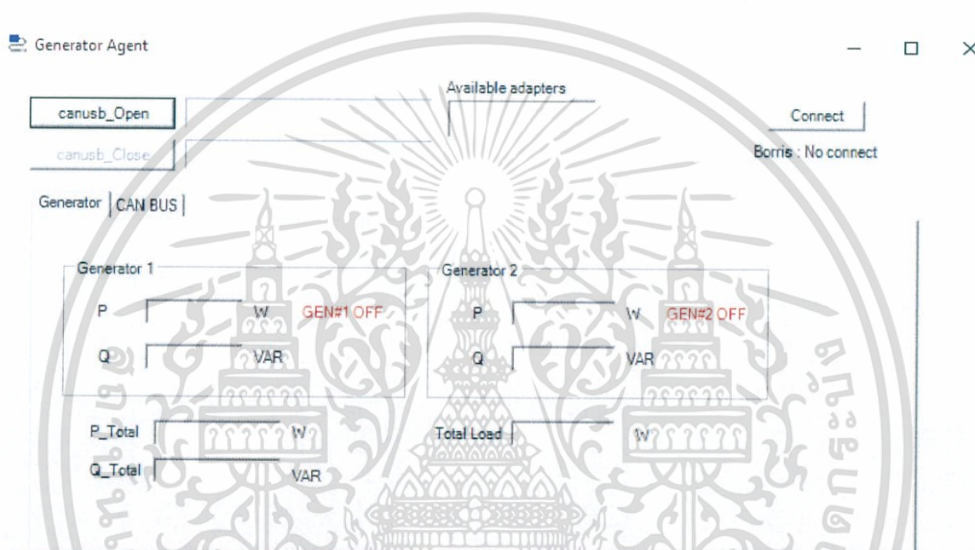 Generator Agent
Available adapters
canusb_Open
Connect
canusb_Close
Borris : No connect
Generator CAN BUS
Generator 1
Generator 2
P W GEN#1 OFF
P W GEN#2 OFF
Q VAR
Q VAR
P_Total W
Total Load W
Q_Total VAR